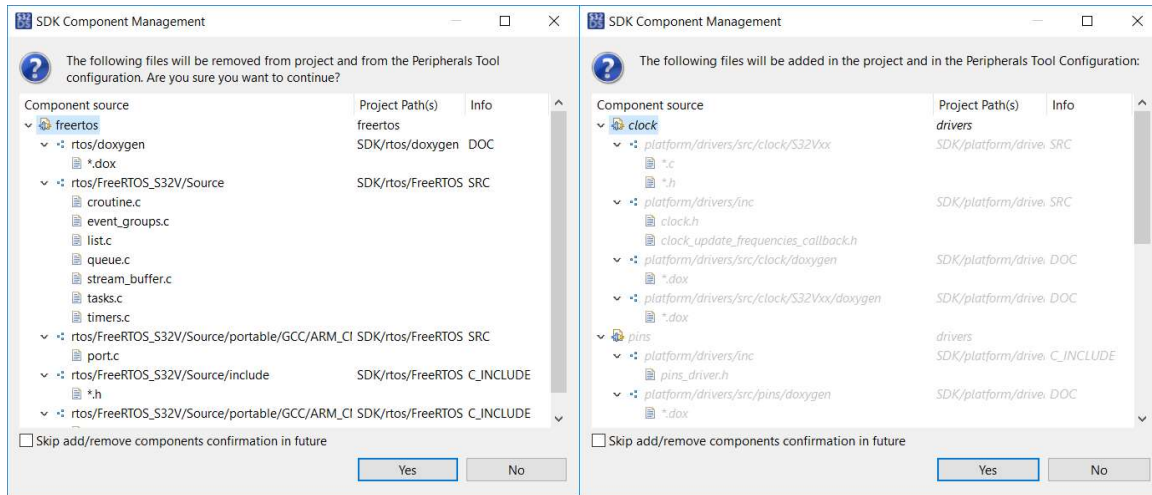 SDK Component Management
The following files will be removed from project and from the Peripherals Tool
configuration. Are you sure you want to continue?
Component source Project Path(s) Info
freertos freertos
rtos/doxygen SDK/rtos/doxygen DOC
*.dox
rtos/FreeRTOS_S32V/Source SDK/rtos/FreeRTOS SRC
croutine.c
event_groups.c
list.c
queue.c
stream_buffer.c
tasks.c
timers.c
rtos/FreeRTOS_S32V/Source/portable/GCC/ARM_CI SDK/rtos/FreeRTOS SRC
port.c
rtos/FreeRTOS_S32V/Source/include SDK/rtos/FreeRTOS C_INCLUDE
*.h
rtos/FreeRTOS_S32V/Source/portable/GCC/ARM_CI SDK/rtos/FreeRTOS C_INCLUDE
Skip add/remove components confirmation in future
Yes No
SDK Component Management
The following files will be added in the project and in the Peripherals Tool Configuration:
Component source Project Path(s) Info
clock drivers
platform/drivers/src/clock/S32Vxx SDK/platform/drive SRC
*.c
*.h
platform/drivers/inc SDK/platform/drive SRC
clock.h
clock_update_frequencies_callback.h
platform/drivers/src/clock/doxygen SDK/platform/drive DOC
*.dox
platform/drivers/src/clock/S32Vxx/doxygen SDK/platform/drive DOC
*.dox
pins drivers
platform/drivers/inc SDK/platform/drive C_INCLUDE
pins_driver.h
platform/drivers/src/pins/doxygen SDK/platform/drive DOC
*.dox
Skip add/remove components confirmation in future
Yes No